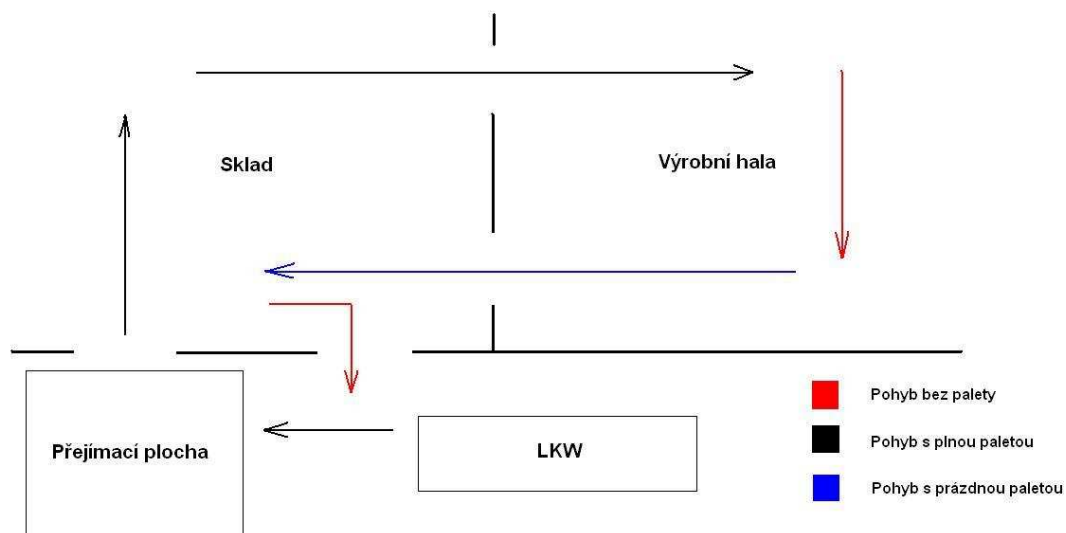 Sklad
Výrobní hala
Přejímací plocha
LKW
Pohyb bez palety
Pohyb s plnou paletou
Pohyb s prázdnou paletou